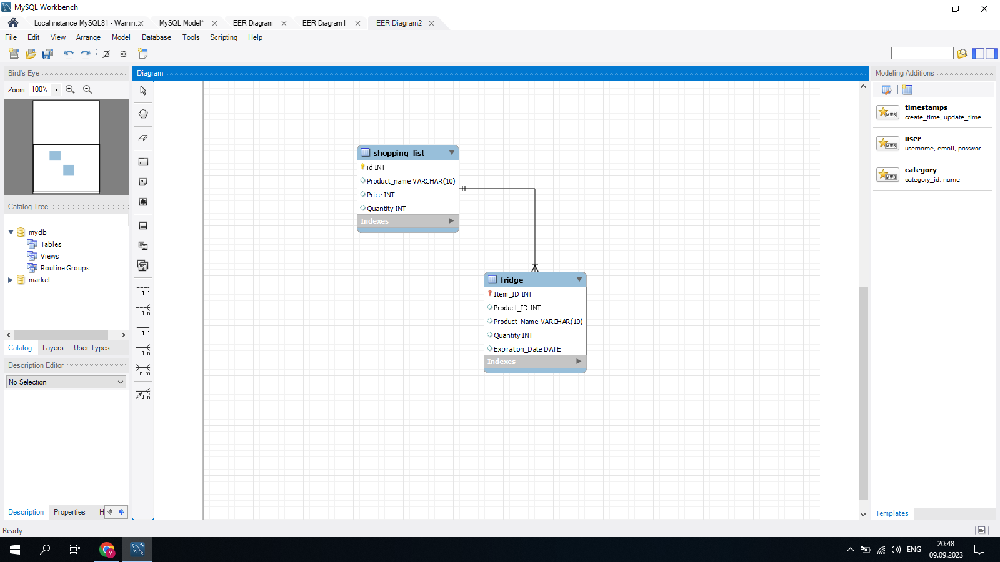 MySQL Workbench
Local instance MySQL81 - Warnin...
MySQL Model*
EER Diagram
EER Diagram1
EER Diagram2
File Edit View Arrange Model Database Tools Scripting Help
Bird's Eye
Zoom: 100%
Catalog Tree
mydb
Tables
Views
Routine Groups
market
Catalog Layers User Types
Description Editor
No Selection
Description Properties H
Ready
Diagram
1:1
1:n
1:1
1:n
n:m
1:n
shopping_list
id INT
Product_name VARCHAR(10)
Price INT
Quantity INT
Indexes
fridge
Item_ID INT
Product_ID INT
Product_Name VARCHAR(10)
Quantity INT
Expiration_Date DATE
Indexes
Modeling Additions
MWB
timestamps
create_time, update_time
MWB
user
username, email, passwor...
MWB
category
category_id, name
Templates
Y
ENG
20:48
09.09.2023